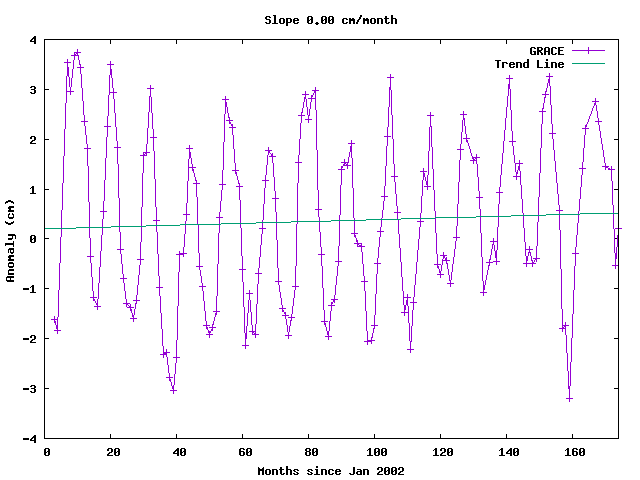 Slope 0.00 cm/month
GRACE
Trend Line
4
3
2
1
0
-1
-2
-3
-4
Anomaly (cm)
0 20 40 60 80 100 120 140 160
Months since Jan 2002